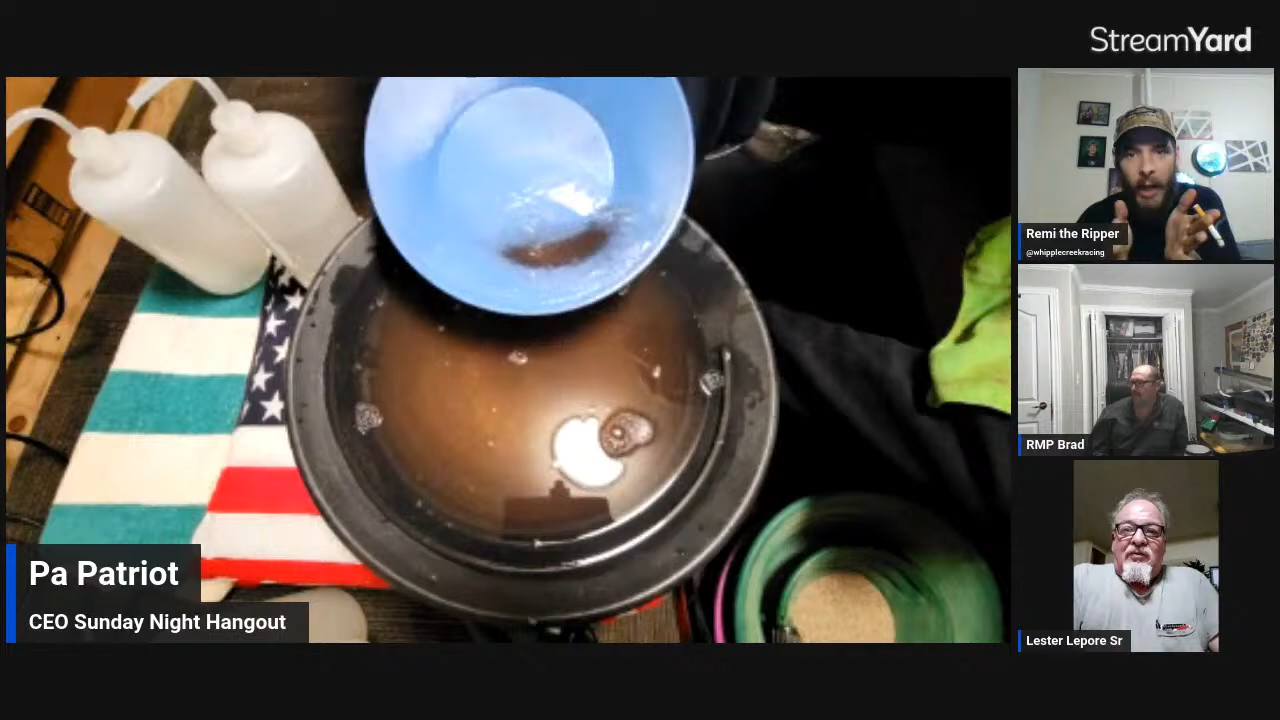 StreamYard
Remi the Ripper
@whipplecreekracing
RMP Brad
Pa Patriot
CEO Sunday Night Hangout
Lester Lepore Sr